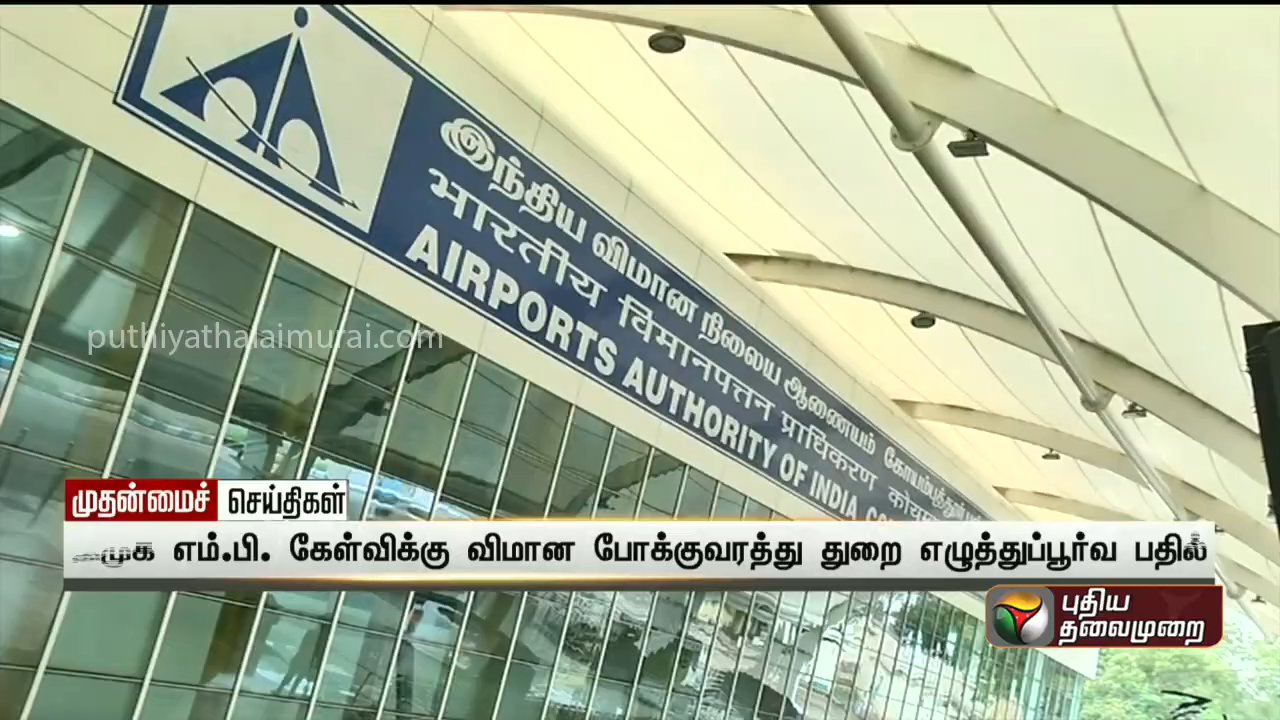 இந்திய விமான நிலைய ஆணையம் கோயம்புத்தூர்
भारतीय विमानपत्तन प्राधिकरण
AIRPORTS AUTHORITY OF INDIA
puthiyathalaimurai.com
முதன்மைச் செய்திகள்
எம்.பி. கேள்விக்கு விமான போக்குவரத்து துறை எழுத்துப்பூர்வ பதில்
புதிய
தலைமுறை